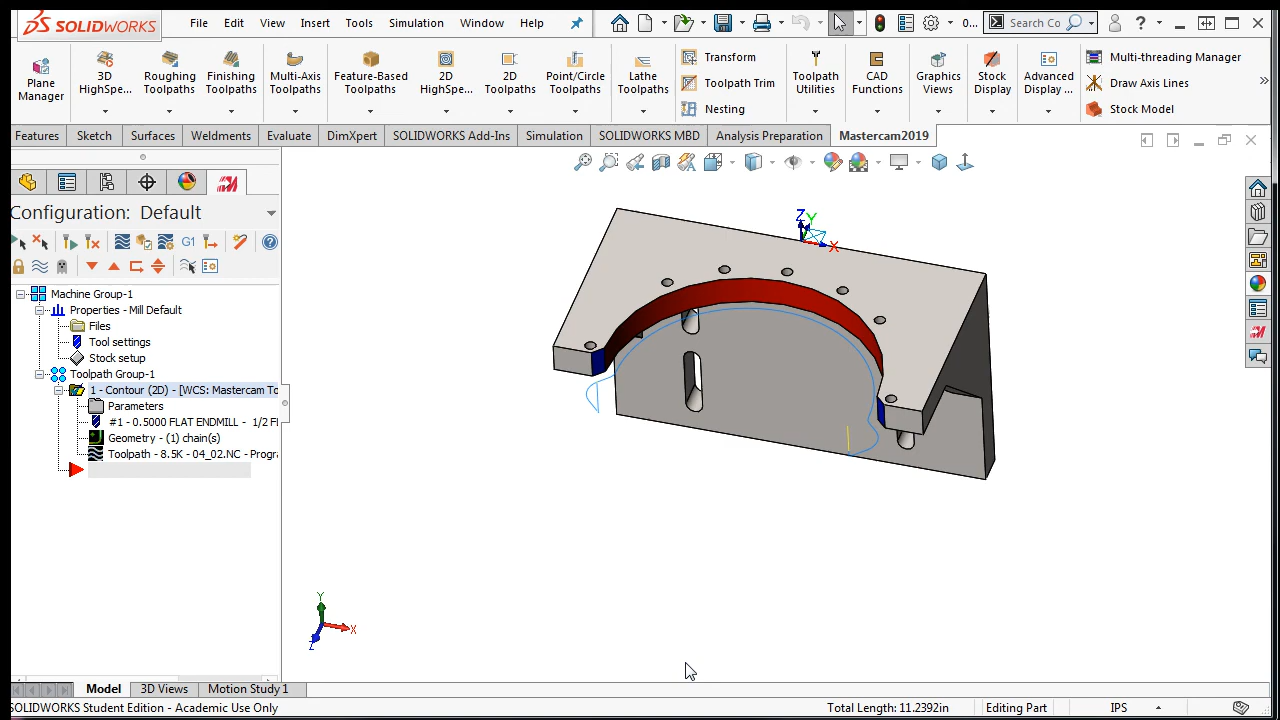 SOLIDWORKS
File Edit View Insert Tools Simulation Window Help
0...
Search Co
Plane Manager
3D HighSpe...
Roughing Toolpaths
Finishing Toolpaths
Multi-Axis Toolpaths
Feature-Based Toolpaths
2D HighSpe...
2D Toolpaths
Point/Circle Toolpaths
Lathe Toolpaths
Transform
Toolpath Trim
Nesting
Toolpath Utilities
CAD Functions
Graphics Views
Stock Display
Advanced Display ...
Multi-threading Manager
Draw Axis Lines
Stock Model
Features Sketch Surfaces Weldments Evaluate DimXpert SOLIDWORKS Add-Ins Simulation SOLIDWORKS MBD Analysis Preparation Mastercam2019
Configuration: Default
G1
Machine Group-1
Properties - Mill Default
Files
Tool settings
Stock setup
Toolpath Group-1
1 - Contour (2D) - [WCS: Mastercam To
Parameters
#1 - 0.5000 FLAT ENDMILL - 1/2 F
Geometry - (1) chain(s)
Toolpath - 8.5K - 04_02.NC - Progra
Z Y X
Y X Z
Model 3D Views Motion Study 1
SOLIDWORKS Student Edition - Academic Use Only
Total Length: 11.2392in Editing Part IPS